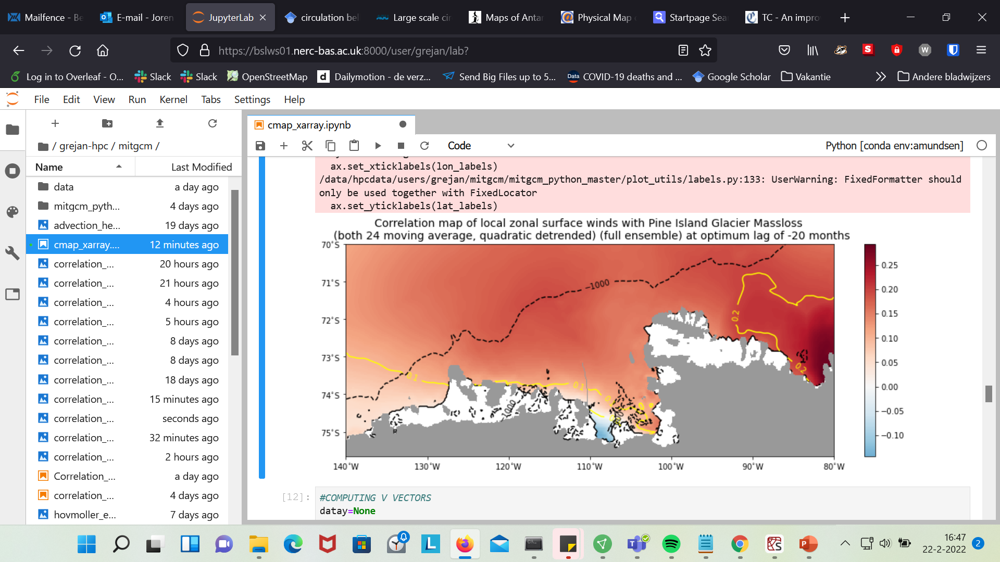 Mailfence - Be
E-mail - Joren
JupyterLab
circulation bel
Large scale cir
Maps of Antar
Physical Map o
Startpage Sear
TC - An impro
https://bslws01.nerc-bas.ac.uk:8000/user/grejan/lab?
Log in to Overleaf - O...
Slack
Slack
OpenStreetMap
Dailymotion - de verz...
Send Big Files up to 5...
Data
COVID-19 deaths and ...
Google Scholar
Vakantie
Andere bladwijzers
File Edit View Run Kernel Tabs Settings Help
cmap_xarray.ipynb
Code
Python [conda env:amundsen]
/ grejan-hpc / mitgcm /
Name Last Modified
data a day ago
mitgcm_pyth... 4 days ago
advection_he... 19 days ago
cmap_xarray.... 12 minutes ago
correlation_... 20 hours ago
correlation_... 21 hours ago
correlation_... 4 hours ago
correlation_... 5 hours ago
correlation_... 8 days ago
correlation_... 8 days ago
correlation_... 18 days ago
correlation_... 15 minutes ago
correlation_... seconds ago
correlation_... 32 minutes ago
correlation_... 2 hours ago
Correlation_... a day ago
correlation_... 4 days ago
hovmoller_e... 7 days ago
ax.set_xticklabels(lon_labels)
/data/hpcdata/users/grejan/mitgcm/mitgcm_python_master/plot_utils/labels.py:133: UserWarning: FixedFormatter should
only be used together with FixedLocator
ax.set_yticklabels(lat_labels)
Correlation map of local zonal surface winds with Pine Island Glacier Massloss
(both 24 moving average, quadratic detrended) (full ensemble) at optimum lag of -20 months
70°S
71°S
72°S
73°S
74°S
75°S
140°W 130°W 120°W 110°W 100°W 90°W 80°W
−1000
0.2
0.2
0.1
0.1
0.25
0.20
0.15
0.10
0.05
0.00
−0.05
−0.10
[12]:
#COMPUTING V VECTORS
datay=None
16:47
22-2-2022
2